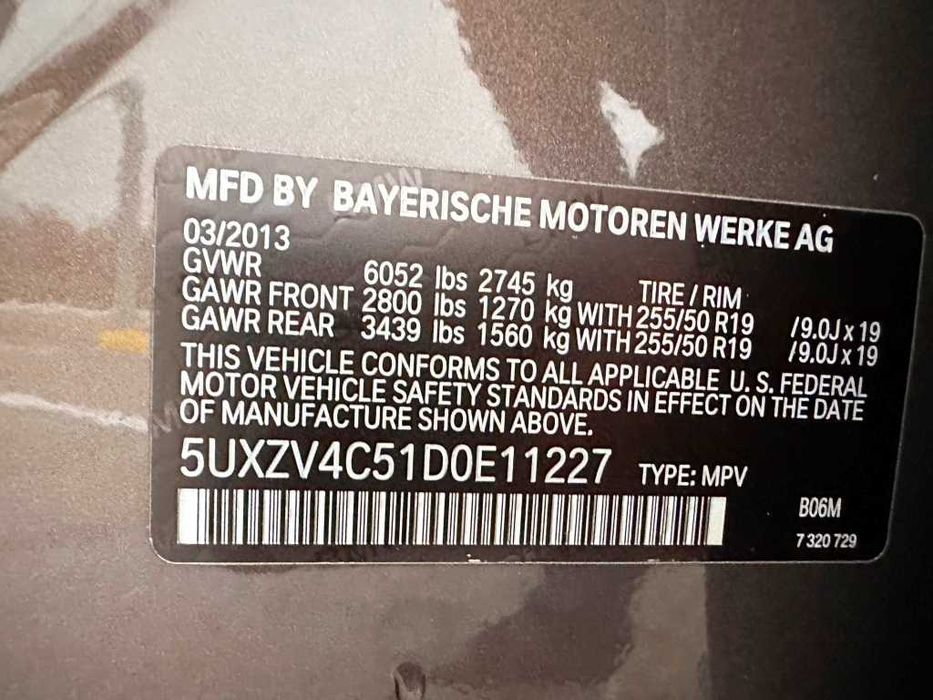 MFD BY BAYERISCHE MOTOREN WERKE AG
03/2013
GVWR 6052 lbs 2745 kg TIRE / RIM
GAWR FRONT 2800 lbs 1270 kg WITH 255/50 R19 /9.0J x 19
GAWR REAR 3439 lbs 1560 kg WITH 255/50 R19 /9.0J x 19
THIS VEHICLE CONFORMS TO ALL APPLICABLE U. S. FEDERAL
MOTOR VEHICLE SAFETY STANDARDS IN EFFECT ON THE DATE
OF MANUFACTURE SHOWN ABOVE.
5UXZV4C51D0E11227 TYPE: MPV
B06M
7 320 729